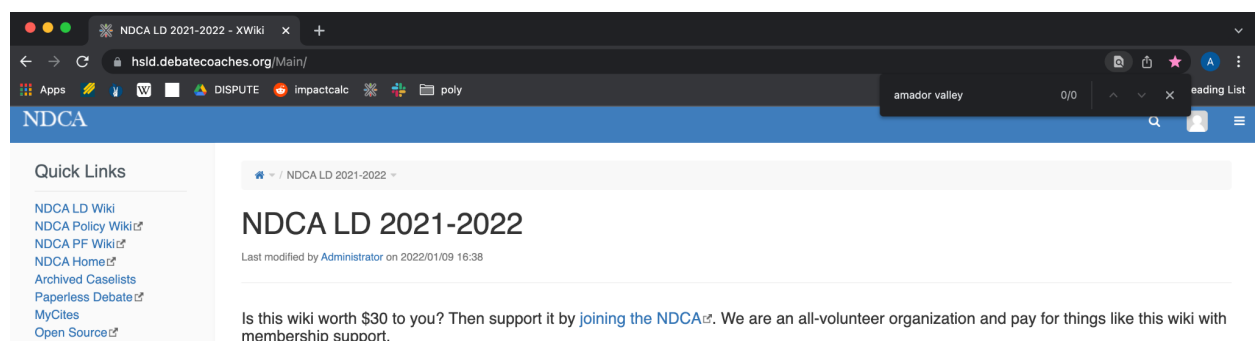 NDCA LD 2021-2022 - XWiki
hsld.debatecoaches.org/Main/
A
Apps
W
DISPUTE
impactcalc
poly
eading List
amador valley 0/0
NDCA
Quick Links
NDCA LD Wiki
NDCA Policy Wiki
NDCA PF Wiki
NDCA Home
Archived Caselists
Paperless Debate
MyCites
Open Source
/ NDCA LD 2021-2022
NDCA LD 2021-2022
Last modified by Administrator on 2022/01/09 16:38
Is this wiki worth $30 to you? Then support it by joining the NDCA. We are an all-volunteer organization and pay for things like this wiki with
membership support.